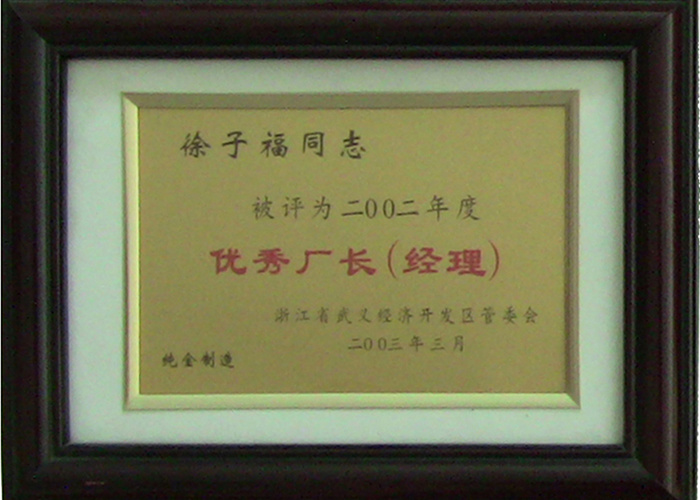 徐子福同志
被评为二00二年度
优秀厂长(经理)
浙江省武义经济开发区管委会
二00三年三月
纯金制造